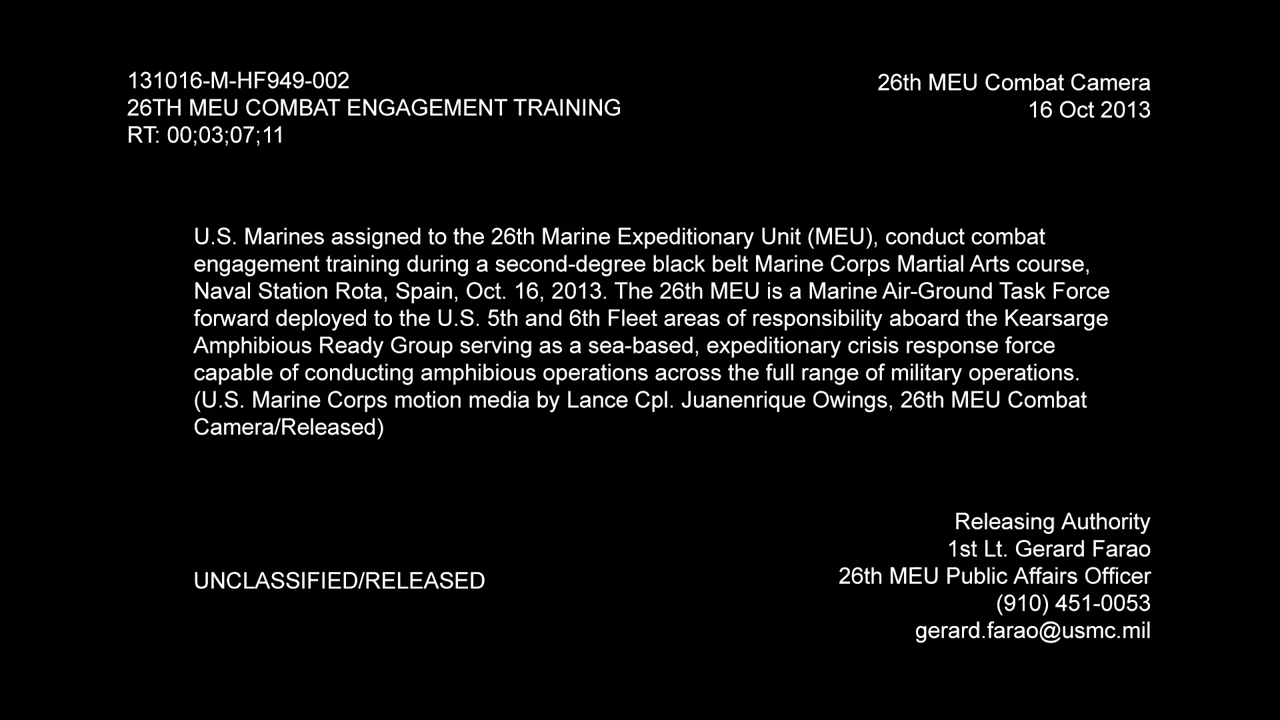 131016-M-HF949-002
26TH MEU COMBAT ENGAGEMENT TRAINING
RT: 00;03;07;11
26th MEU Combat Camera
16 Oct 2013
U.S. Marines assigned to the 26th Marine Expeditionary Unit (MEU), conduct combat
engagement training during a second-degree black belt Marine Corps Martial Arts course,
Naval Station Rota, Spain, Oct. 16, 2013. The 26th MEU is a Marine Air-Ground Task Force
forward deployed to the U.S. 5th and 6th Fleet areas of responsibility aboard the Kearsarge
Amphibious Ready Group serving as a sea-based, expeditionary crisis response force
capable of conducting amphibious operations across the full range of military operations.
(U.S. Marine Corps motion media by Lance Cpl. Juanenrique Owings, 26th MEU Combat
Camera/Released)
UNCLASSIFIED/RELEASED
Releasing Authority
1st Lt. Gerard Farao
26th MEU Public Affairs Officer
(910) 451-0053
gerard.farao@usmc.mil